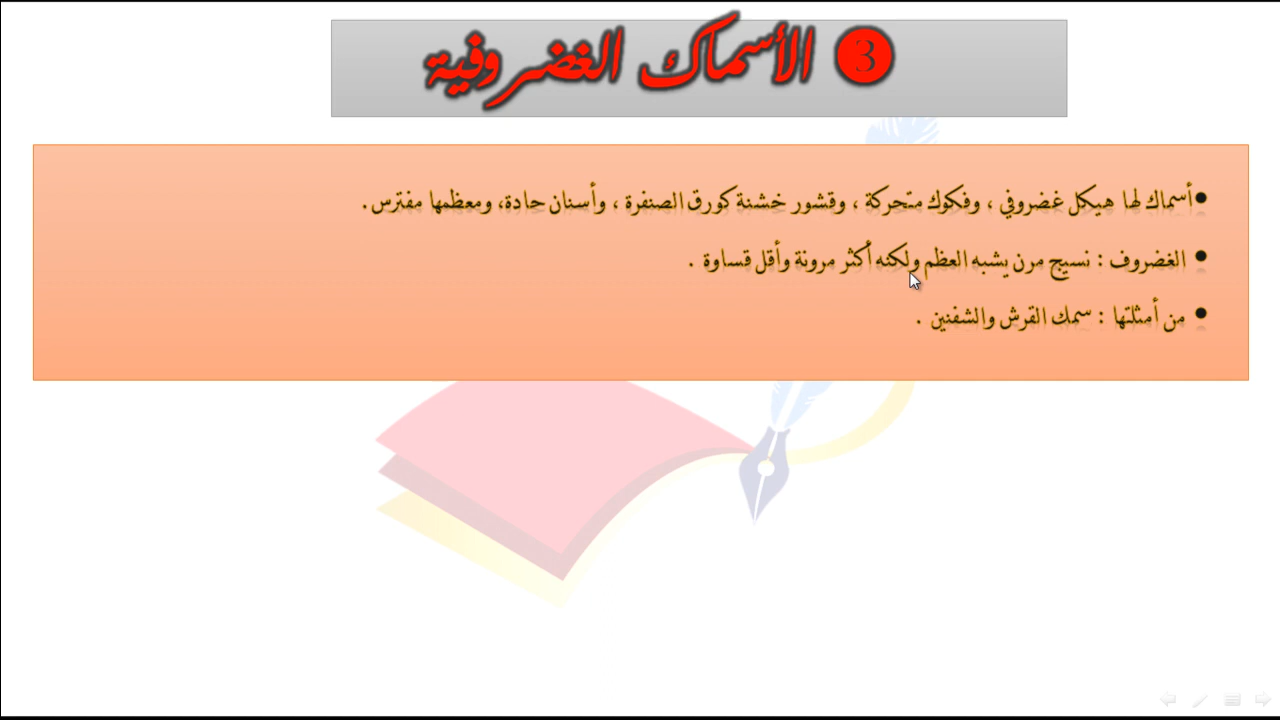 3 الأسماك الغضروفية
• أسماك لها هيكل غضروفي ، وفكوك متحركة ، وقشور خشنة كورق الصنفرة ، وأسنان حادة، ومعظمها مفترس .
• الغضروف : نسيج مرن يشبه العظم ولكنه أكثر مرونة وأقل قساوة .
• من أمثلتها : سمك القرش والشفنين .